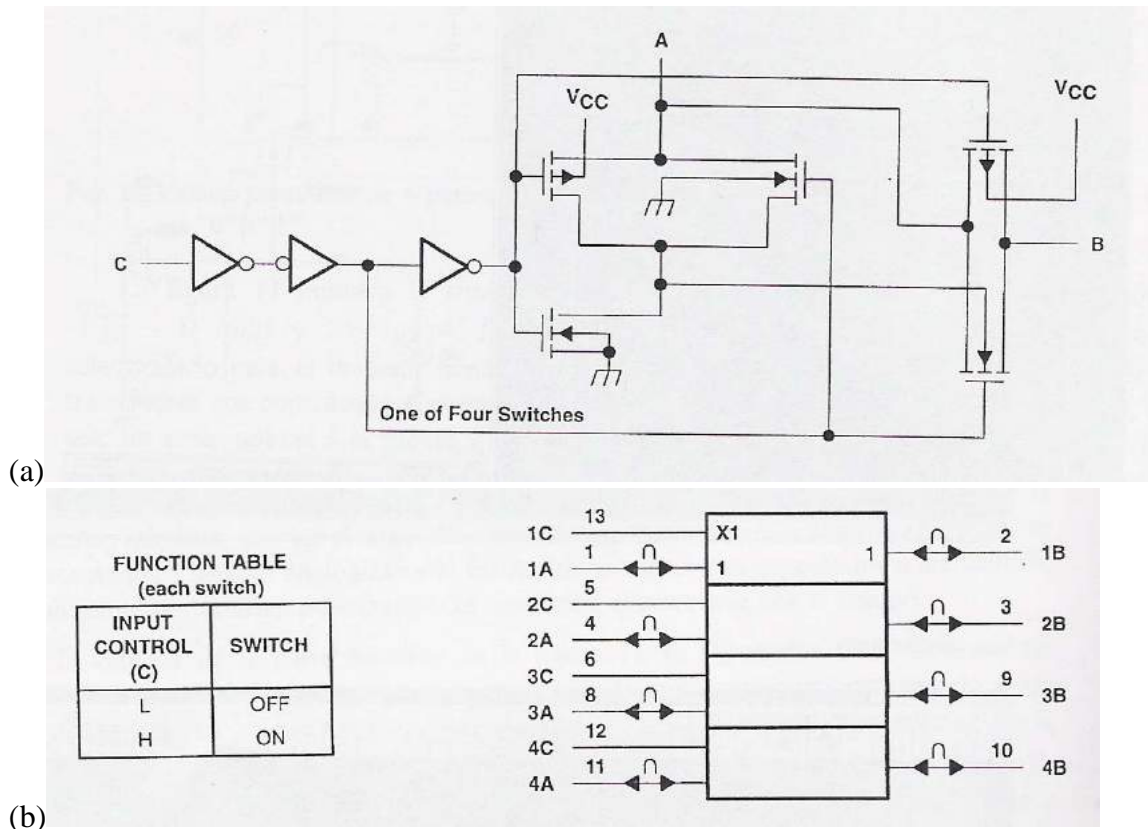 A
VCC
VCC
C
B
One of Four Switches
(a)
FUNCTION TABLE
(each switch)
INPUT CONTROL (C) SWITCH
L OFF
H ON
1C 13
1A 1 ∩
2C 5
2A 4 ∩
3C 6
3A 8 ∩
4C 12
4A 11 ∩
X1
1 1
∩ 2 1B
∩ 3 2B
∩ 9 3B
∩ 10 4B
(b)